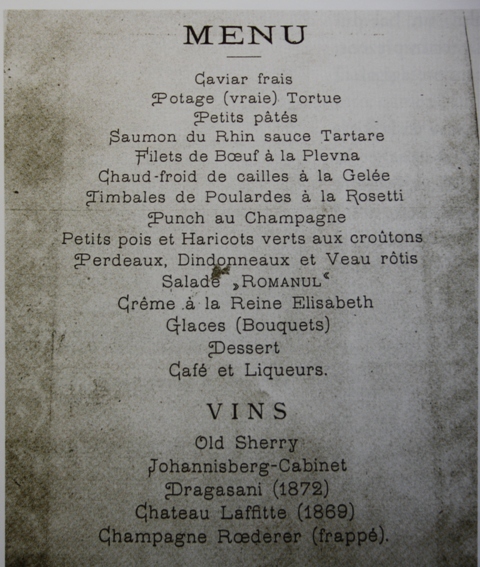 MENU
Caviar frais
Potage (vraie) Tortue
Petits pâtés
Saumon du Rhin sauce Tartare
Filets de Bœuf à la Plevna
Chaud-froid de cailles à la Gelée
Timbales de Poulardes à la Rosetti
Punch au Champagne
Petits pois et Haricots verts aux croûtons
Perdeaux, Dindonneaux et Veau rôtis
Salade „ROMANUL“
Crême à la Reine Elisabeth
Glaces (Bouquets)
Dessert
Café et Liqueurs.
VINS
Old Sherry
Johannisberg-Cabinet
Dragasani (1872)
Chateau Laffitte (1869)
Champagne Rœderer (frappé).